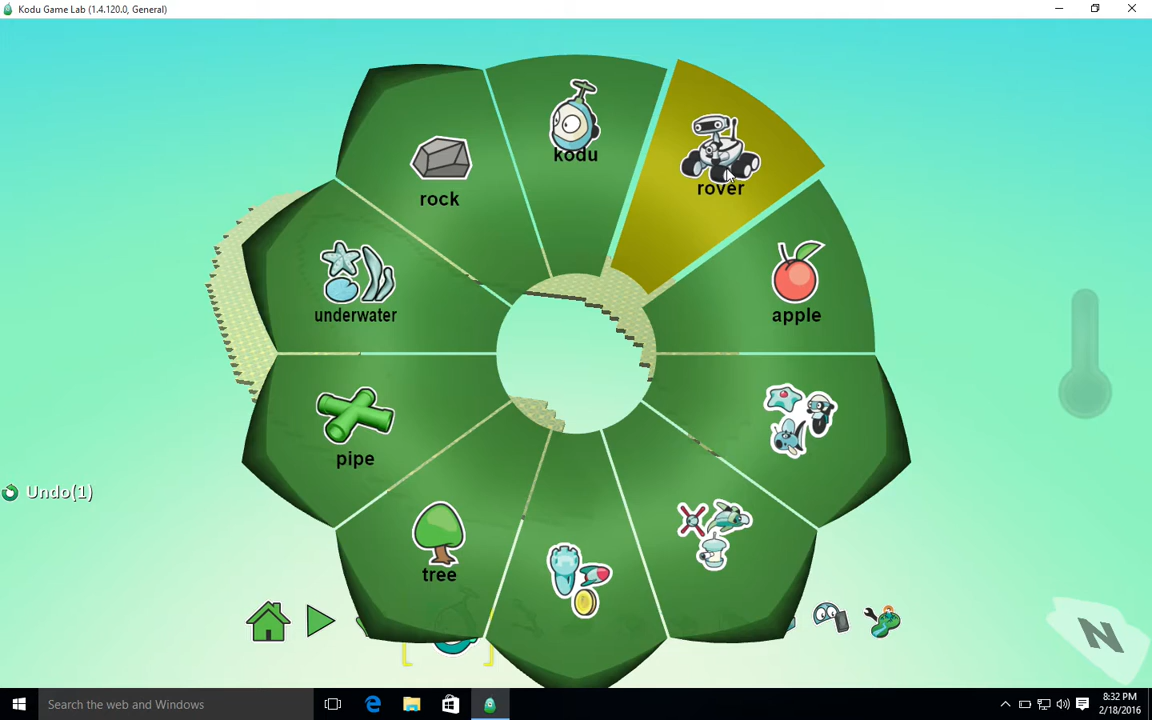 Kodu Game Lab (1.4.120.0, General)
kodu
rover
rock
apple
underwater
pipe
tree
Undo(1)
N
Search the web and Windows
8:32 PM
2/18/2016